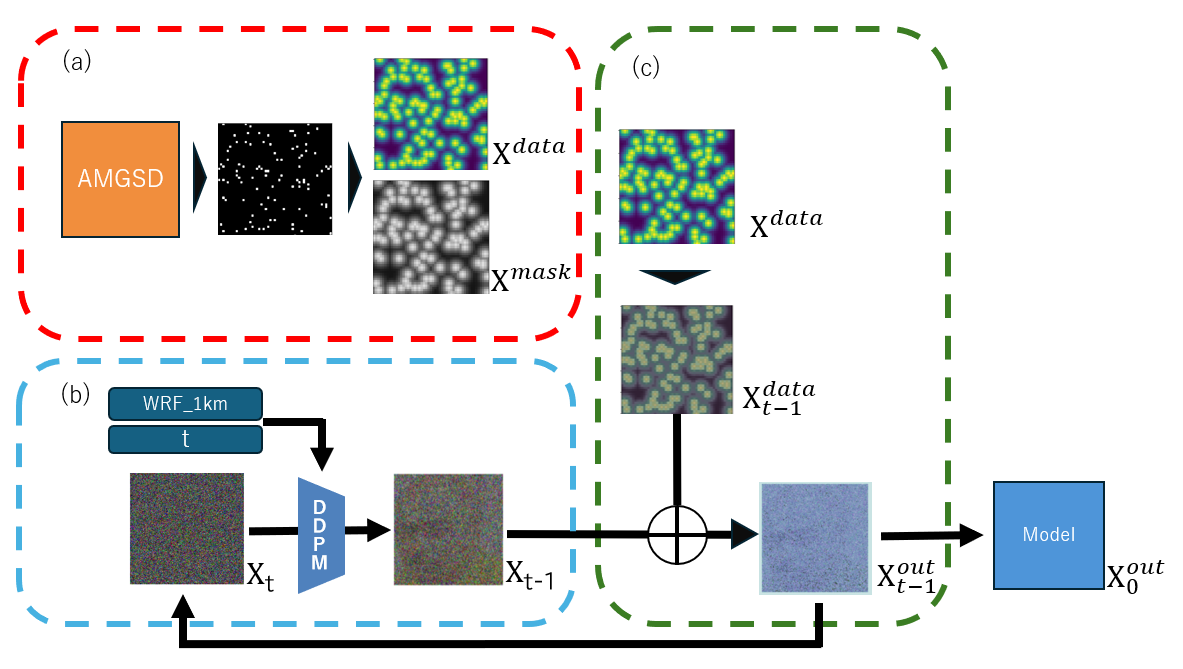 (a)
AMGSD
X^{data}
X^{mask}
(b)
WRF_1km
t
X_t
DDPM
X_{t-1}
(c)
X^{data}
X_{t−1}^{data}
X_{t−1}^{out}
Model
X_0^{out}